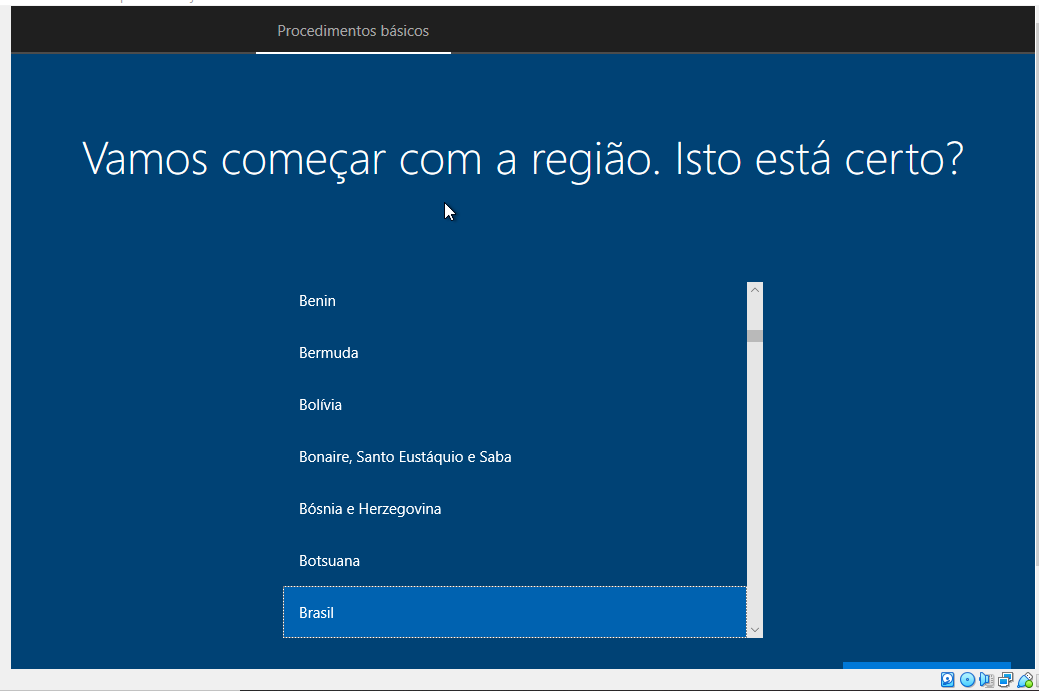 Procedimentos básicos
Vamos começar com a região. Isto está certo?
Benin
Bermuda
Bolívia
Bonaire, Santo Eustáquio e Saba
Bósnia e Herzegovina
Botsuana
Brasil